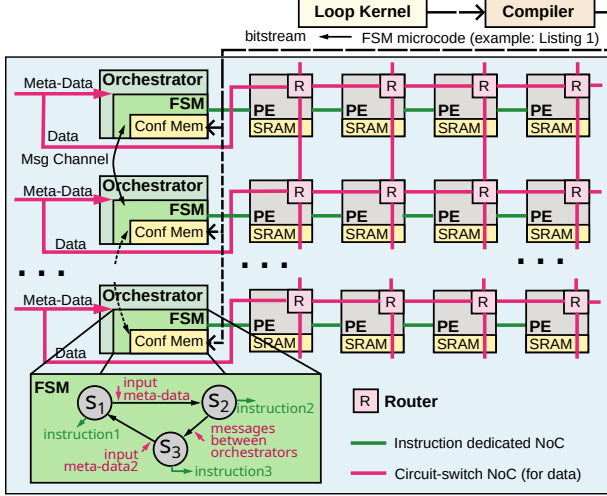 Loop Kernel
Compiler
bitstream
FSM microcode (example: Listing 1)
Meta-Data
Orchestrator
FSM
Conf Mem
Data
PE
SRAM
R
PE
SRAM
R
PE
SRAM
R
PE
SRAM
R
Msg Channel
Meta-Data
Orchestrator
FSM
Conf Mem
Data
PE
SRAM
R
PE
SRAM
R
PE
SRAM
R
PE
SRAM
R
. . .
. . .
. . .
Meta-Data
Orchestrator
FSM
Conf Mem
Data
PE
SRAM
R
PE
SRAM
R
PE
SRAM
R
PE
SRAM
R
FSM
input
meta-data
S1
S2
instruction2
instruction1
messages
between
orchestrators
input
meta-data2
S3
instruction3
R Router
Instruction dedicated NoC
Circuit-switch NoC (for data)